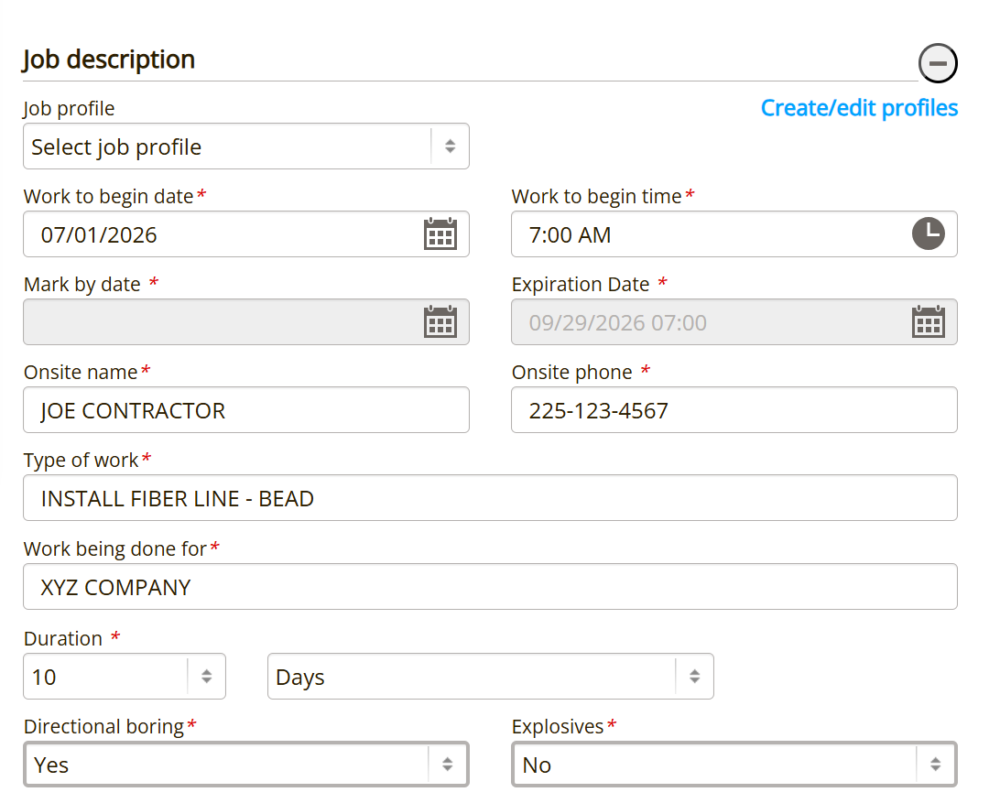 Job description
Job profile
Create/edit profiles
Select job profile
Work to begin date*
Work to begin time*
07/01/2026
7:00 AM
Mark by date *
Expiration Date *
09/29/2026 07:00
Onsite name*
Onsite phone *
JOE CONTRACTOR
225-123-4567
Type of work*
INSTALL FIBER LINE - BEAD
Work being done for*
XYZ COMPANY
Duration *
10
Days
Directional boring*
Explosives*
Yes
No